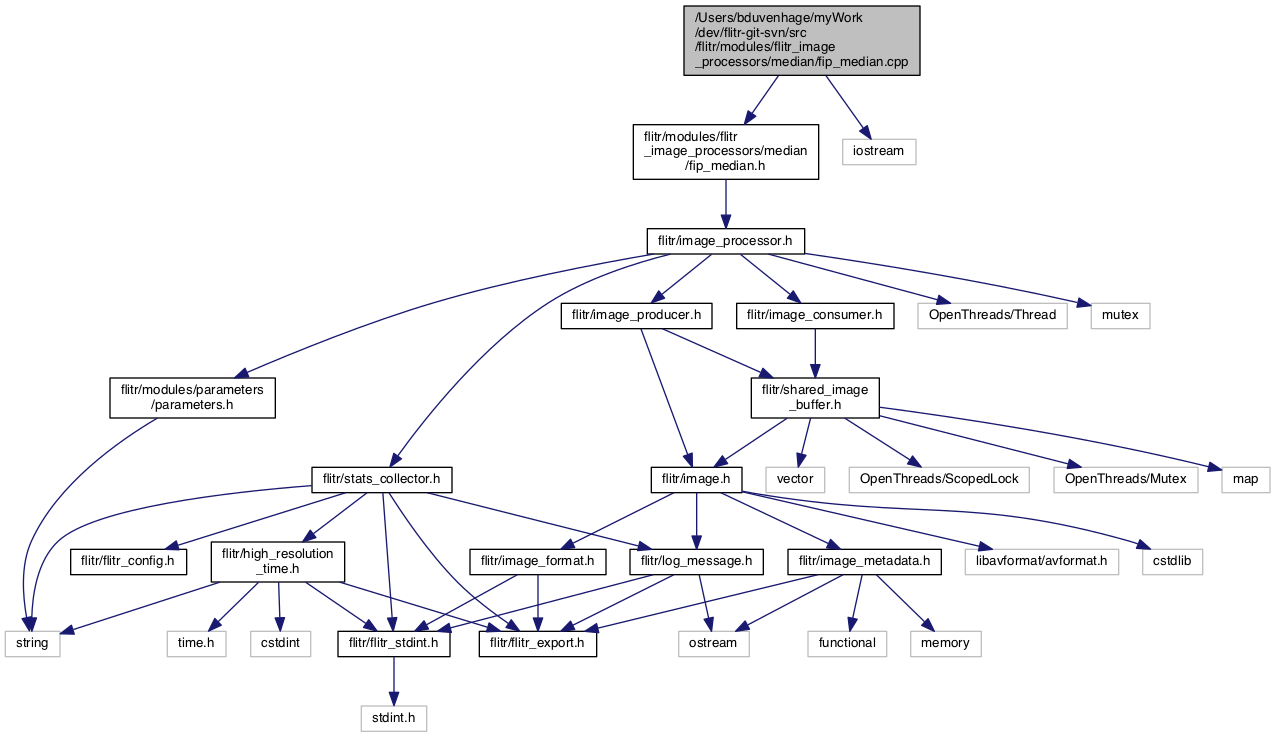 /Users/bduvenhage/myWork
/dev/flitr-git-svn/src
/flitr/modules/flitr_image
_processors/median/fip_median.cpp
flitr/modules/flitr
_image_processors/median
/fip_median.h
iostream
flitr/image_processor.h
flitr/image_producer.h
flitr/image_consumer.h
OpenThreads/Thread
mutex
flitr/modules/parameters
/parameters.h
flitr/shared_image
_buffer.h
flitr/stats_collector.h
flitr/image.h
vector
OpenThreads/ScopedLock
OpenThreads/Mutex
map
flitr/flitr_config.h
flitr/high_resolution
_time.h
flitr/image_format.h
flitr/log_message.h
flitr/image_metadata.h
libavformat/avformat.h
cstdlib
string
time.h
cstdint
flitr/flitr_stdint.h
flitr/flitr_export.h
ostream
functional
memory
stdint.h